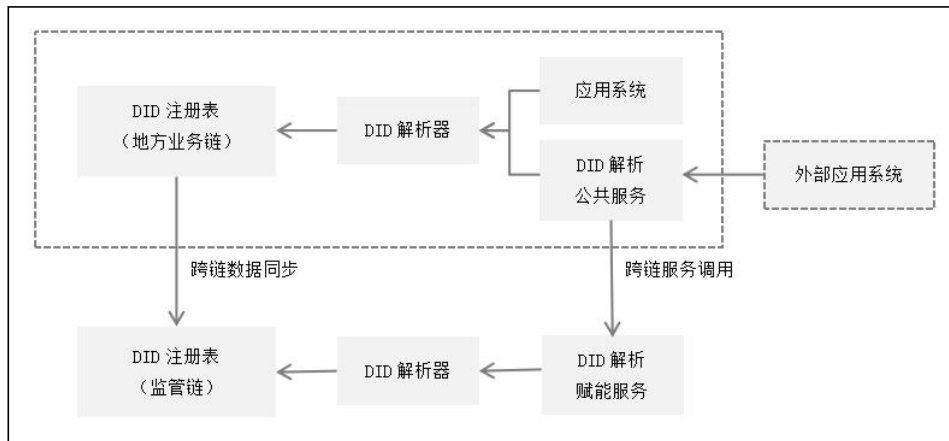 应用系统
DID 注册表
（地方业务链）
DID 解析器
DID 解析
公共服务
外部应用系统
跨链数据同步
跨链服务调用
DID 注册表
（监管链）
DID 解析器
DID 解析
赋能服务